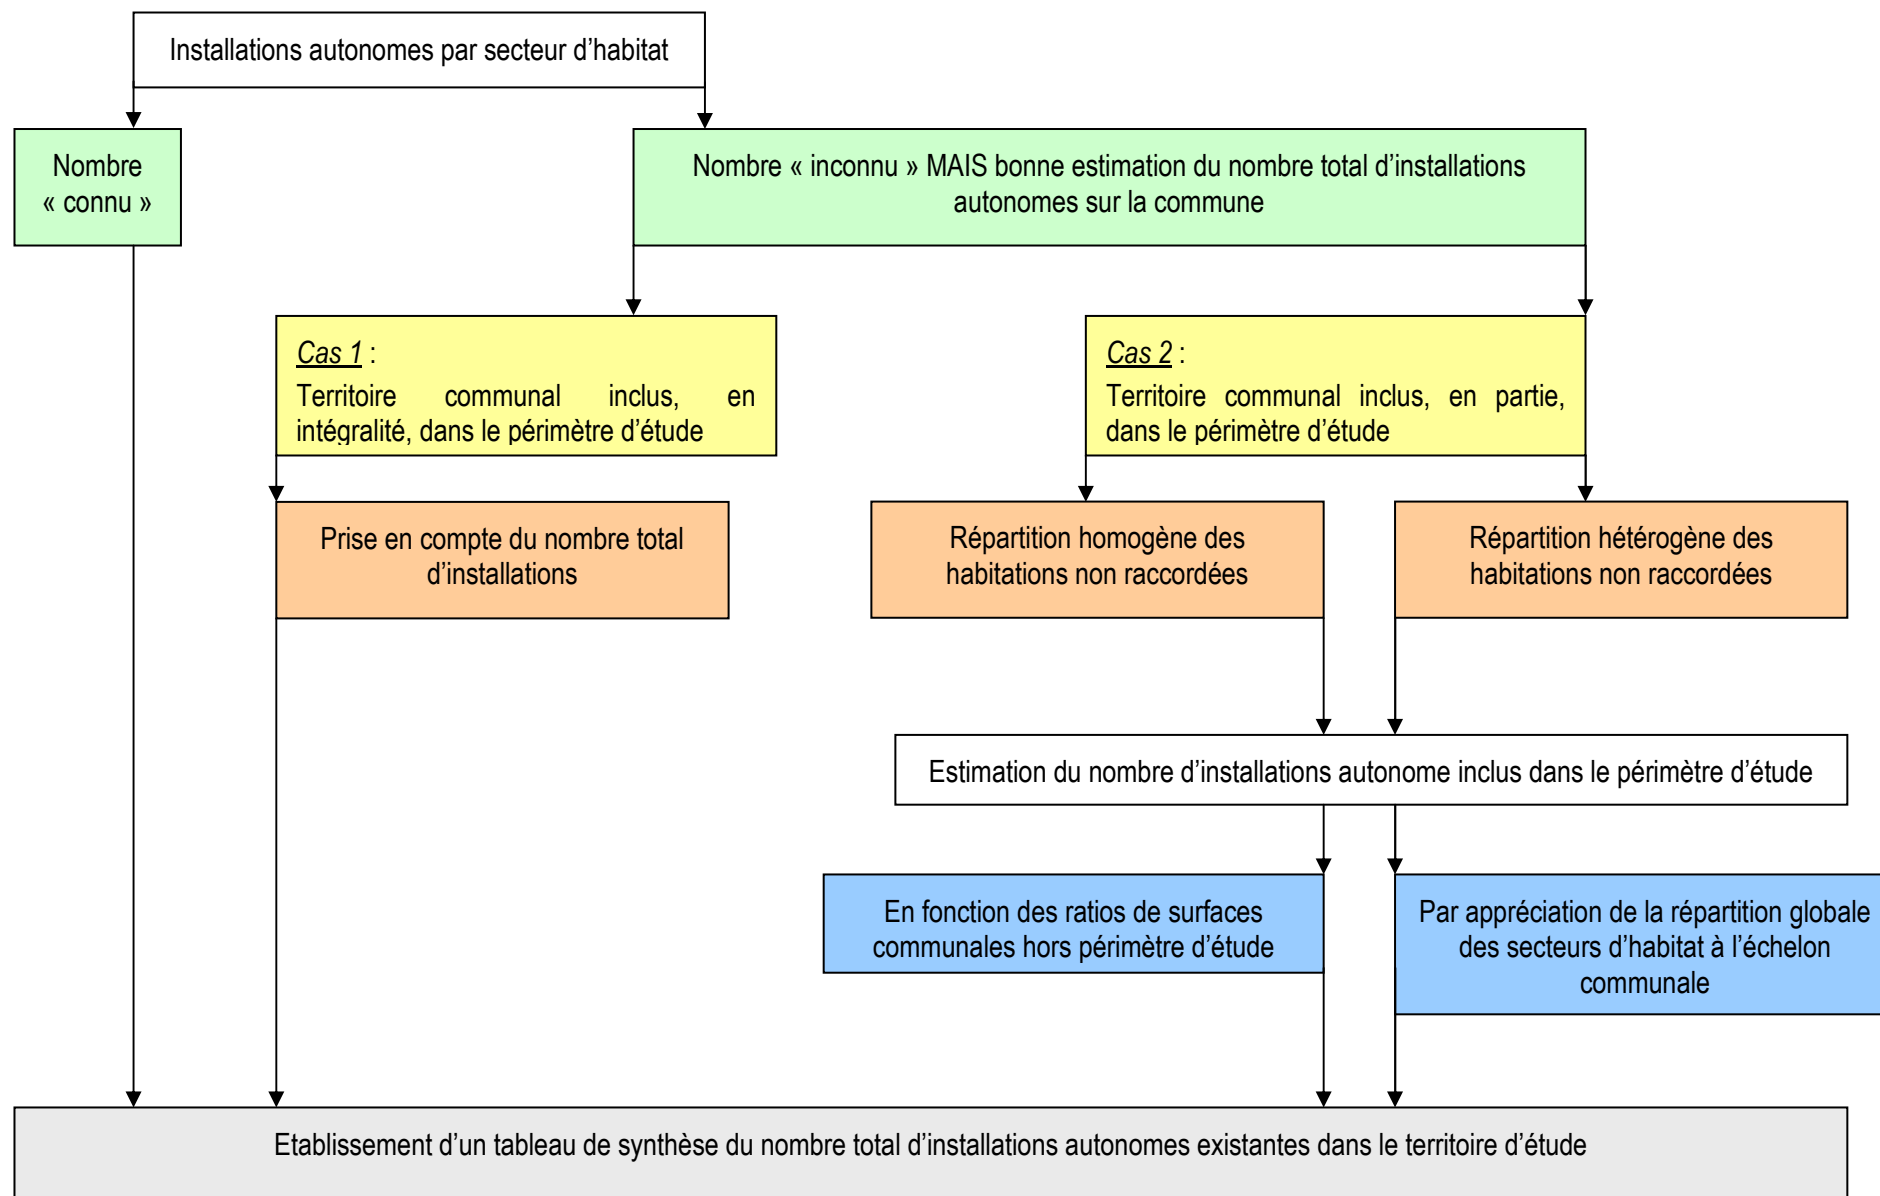 Installations autonomes par secteur d’habitat
Nombre
« connu »
Nombre « inconnu » MAIS bonne estimation du nombre total d’installations
autonomes sur la commune
Cas 1 :
Territoire communal inclus, en
intégralité, dans le périmètre d’étude
Cas 2 :
Territoire communal inclus, en partie,
dans le périmètre d’étude
Prise en compte du nombre total
d’installations
Répartition homogène des
habitations non raccordées
Répartition hétérogène des
habitations non raccordées
Estimation du nombre d’installations autonome inclus dans le périmètre d’étude
En fonction des ratios de surfaces
communales hors périmètre d’étude
Par appréciation de la répartition globale
des secteurs d’habitat à l’échelon
communale
Etablissement d’un tableau de synthèse du nombre total d’installations autonomes existantes dans le territoire d’étude